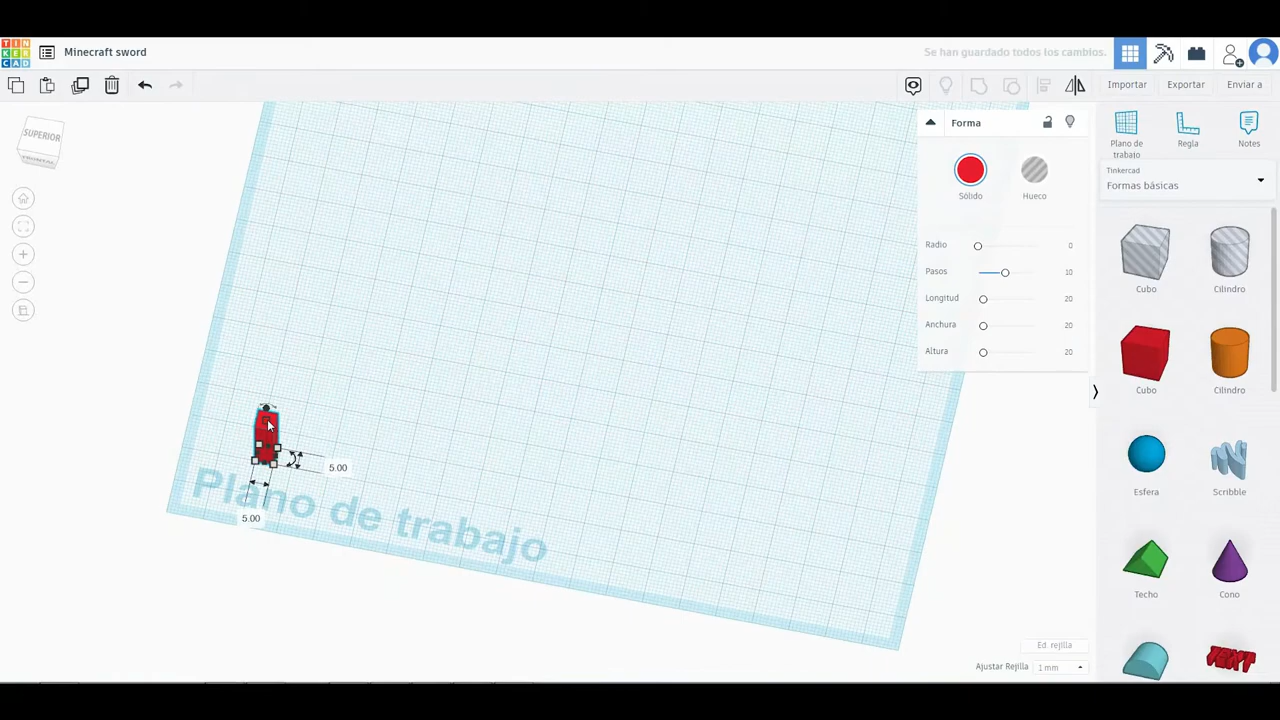 TIN
KER
CAD
Minecraft sword
Se han guardado todos los cambios.
Importar
Exportar
Enviar a
SUPERIOR
FRONTAL
Forma
Sólido
Hueco
Radio 0
Pasos 10
Longitud 20
Anchura 20
Altura 20
Plano de
trabajo
Regla
Notes
Tinkercad
Formas básicas
Cubo
Cilindro
Cubo
Cilindro
Esfera
Scribble
Techo
Cono
TEXT
5.00
5.00
Plano de trabajo
Ed. rejilla
Ajustar Rejilla 1 mm